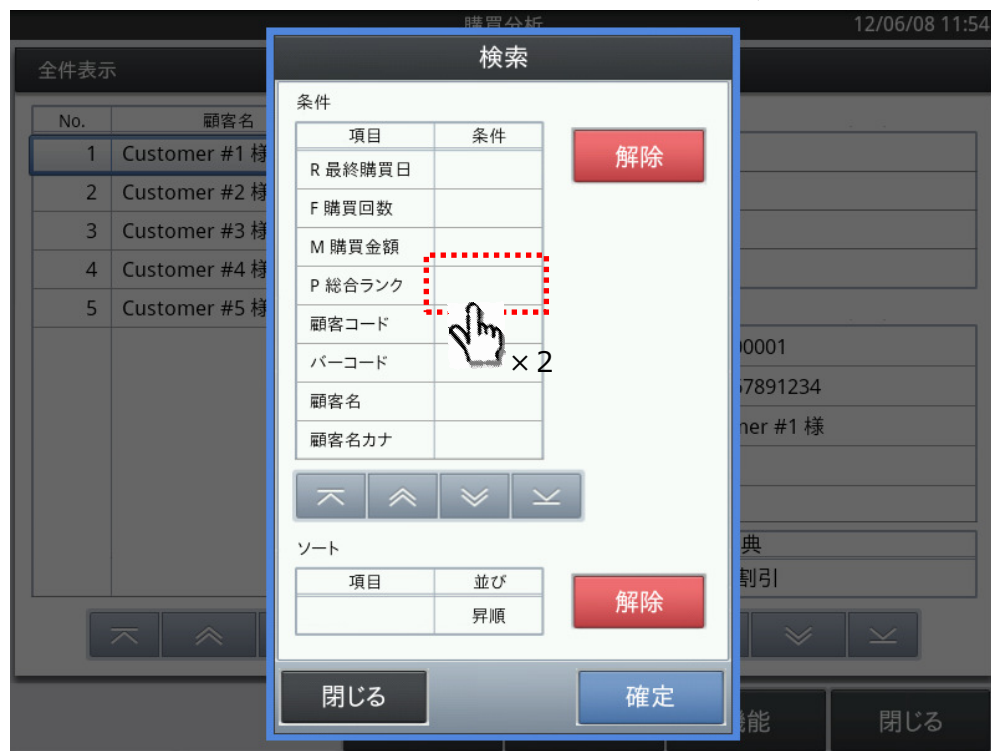 購買分析 12/06/08 11:54
全件表示
No. 顧客名
1 Customer #1 様
2 Customer #2 様
3 Customer #3 様
4 Customer #4 様
5 Customer #5 様
検索
条件
項目 条件
R 最終購買日
F 購買回数
M 購買金額
P 総合ランク
顧客コード
バーコード
顧客名
顧客名カナ
解除
×2
ソート
項目 並び
昇順
解除
閉じる 確定
00001
67891234
mer #1 様
典
割引
機能 閉じる